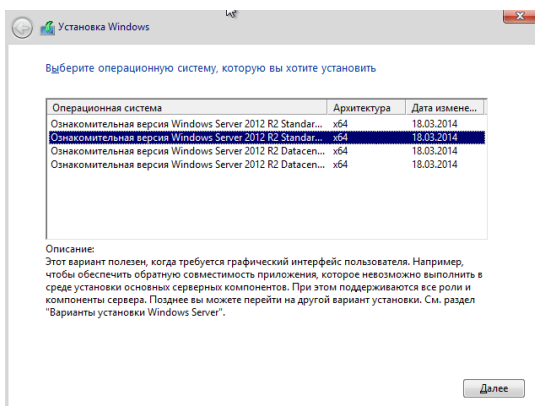 Установка Windows
Выберите операционную систему, которую вы хотите установить
Операционная система Архитектура Дата измене...
Ознакомительная версия Windows Server 2012 R2 Standar... x64 18.03.2014
Ознакомительная версия Windows Server 2012 R2 Standar... x64 18.03.2014
Ознакомительная версия Windows Server 2012 R2 Datacen... x64 18.03.2014
Ознакомительная версия Windows Server 2012 R2 Datacen... x64 18.03.2014
Описание:
Этот вариант полезен, когда требуется графический интерфейс пользователя. Например,
чтобы обеспечить обратную совместимость приложения, которое невозможно выполнить в
среде установки основных серверных компонентов. При этом поддерживаются все роли и
компоненты сервера. Позднее вы можете перейти на другой вариант установки. См. раздел
"Варианты установки Windows Server".
Далее